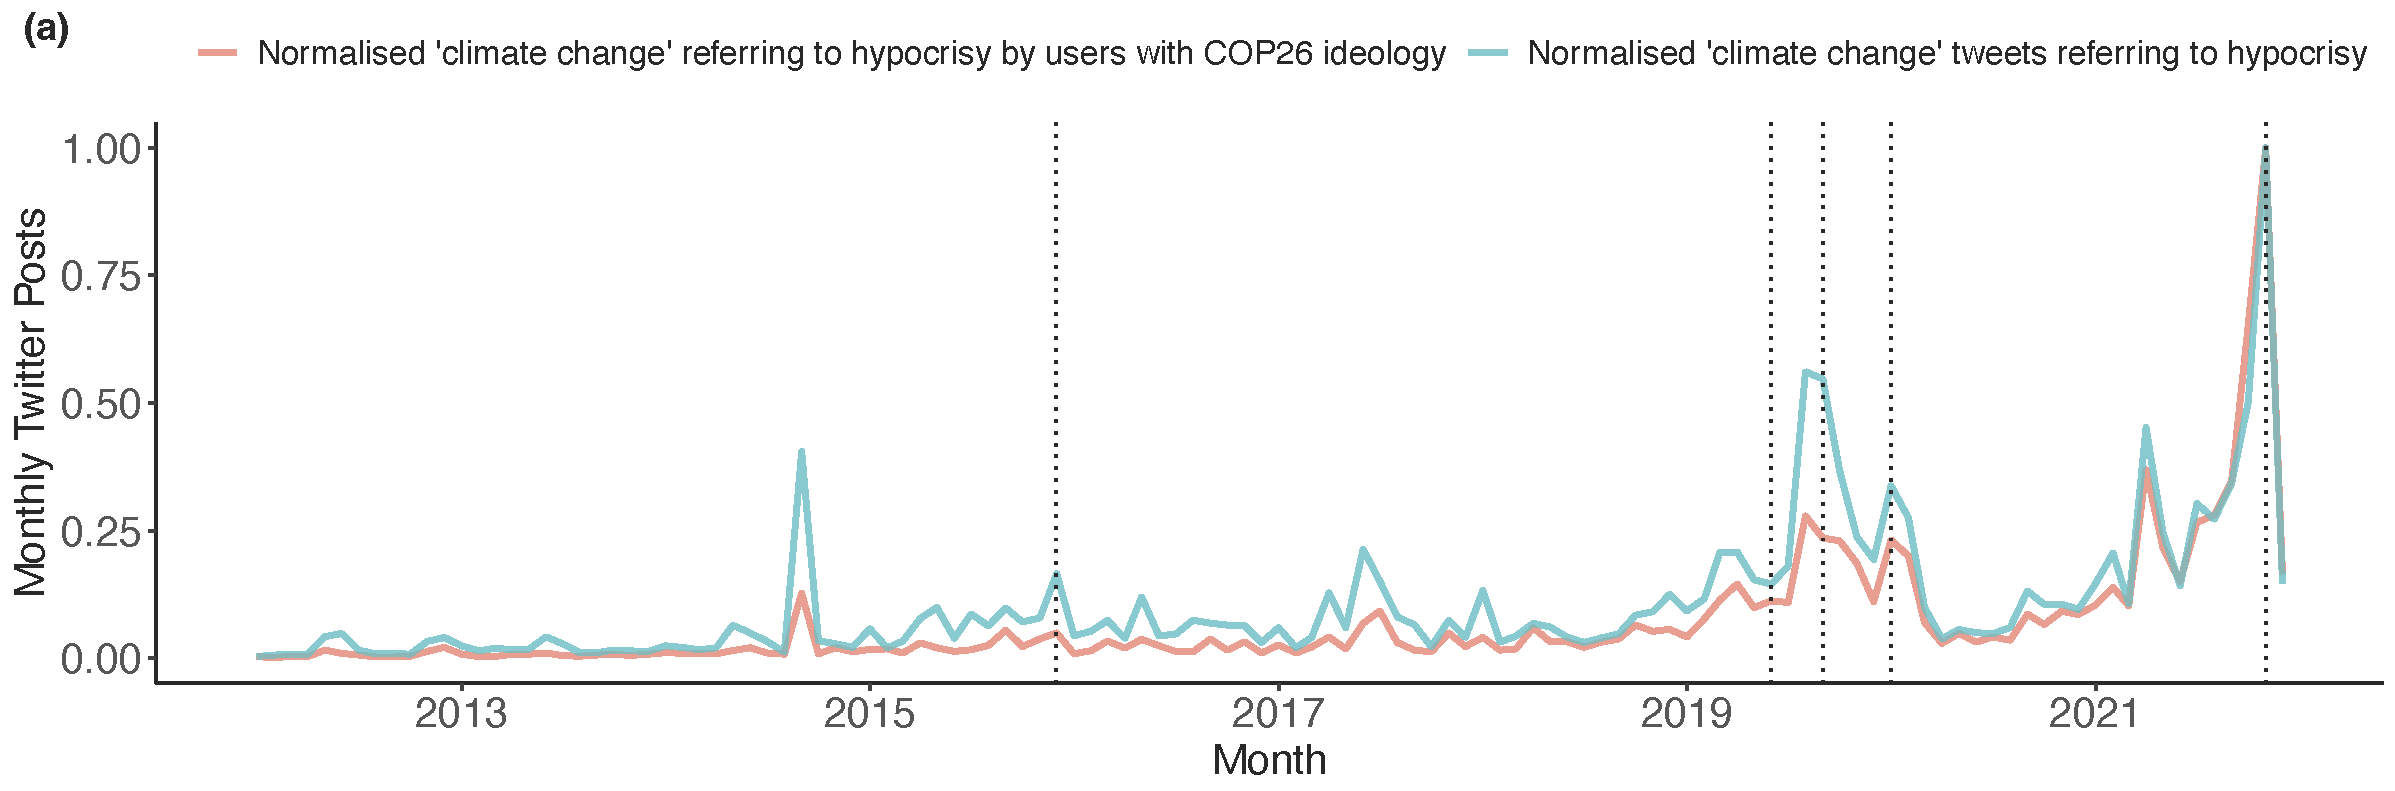 (a)
Normalised 'climate change' referring to hypocrisy by users with COP26 ideology
Normalised 'climate change' tweets referring to hypocrisy
Monthly Twitter Posts
1.00
0.75
0.50
0.25
0.00
2013
2015
2017
2019
2021
Month